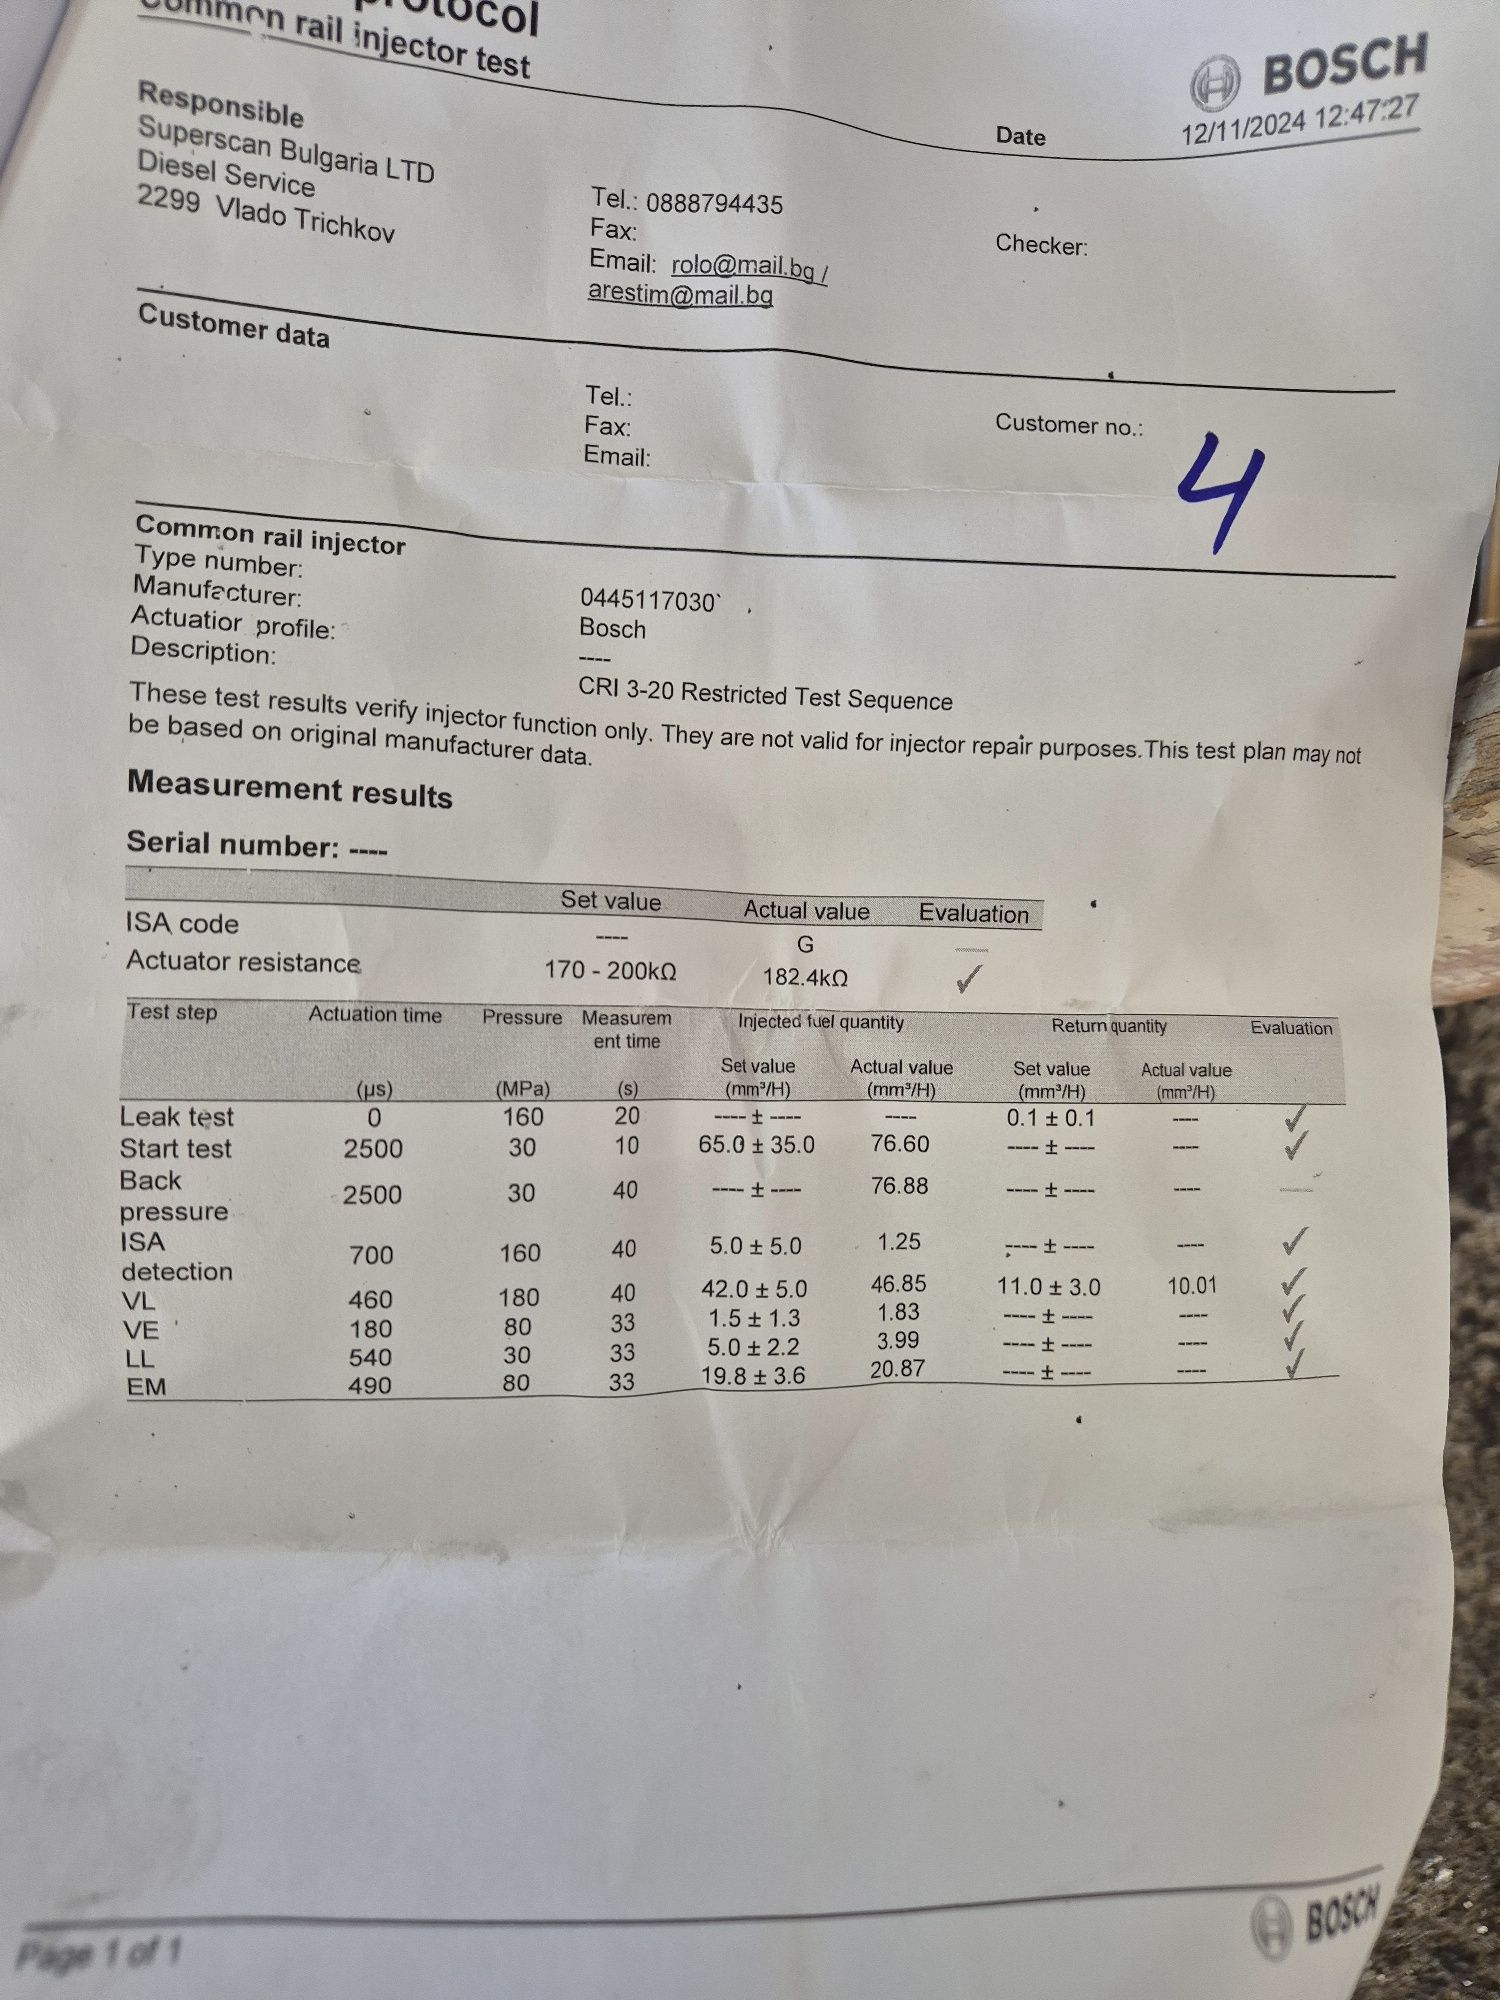 protocol
Common rail injector test
BOSCH
Date 12/11/2024 12:47:27
Responsible
Superscan Bulgaria LTD
Diesel Service
2299 Vlado Trichkov
Tel.: 0888794435
Fax:
Email: rolo@mail.bg /
arestim@mail.bg
Checker:
Customer data
Tel.:
Fax:
Email:
Customer no.:
4
Common rail injector
Type number: 0445117030`
Manufacturer: Bosch
Actuatior profile: ----
Description: CRI 3-20 Restricted Test Sequence
These test results verify injector function only. They are not valid for injector repair purposes.This test plan may not
be based on original manufacturer data.
Measurement results
Serial number: ----
Set value Actual value Evaluation
ISA code ---- G
Actuator resistance 170 - 200kΩ 182.4kΩ ✓
Test step Actuation time Pressure Measurem Injected fuel quantity Return quantity Evaluation
ent time
Set value Actual value Set value Actual value
(µs) (MPa) (s) (mm³/H) (mm³/H) (mm³/H) (mm³/H)
Leak test 0 160 20 ---- ± ---- ---- 0.1 ± 0.1 ---- ✓
Start test 2500 30 10 65.0 ± 35.0 76.60 ---- ± ---- ---- ✓
Back
pressure 2500 30 40 ---- ± ---- 76.88 ---- ± ---- ----
ISA
detection 700 160 40 5.0 ± 5.0 1.25 ---- ± ---- ---- ✓
VL 460 180 40 42.0 ± 5.0 46.85 11.0 ± 3.0 10.01 ✓
VE 180 80 33 1.5 ± 1.3 1.83 ---- ± ---- ---- ✓
LL 540 30 33 5.0 ± 2.2 3.99 ---- ± ---- ---- ✓
EM 490 80 33 19.8 ± 3.6 20.87 ---- ± ---- ---- ✓
Page 1 of 1
BOSCH